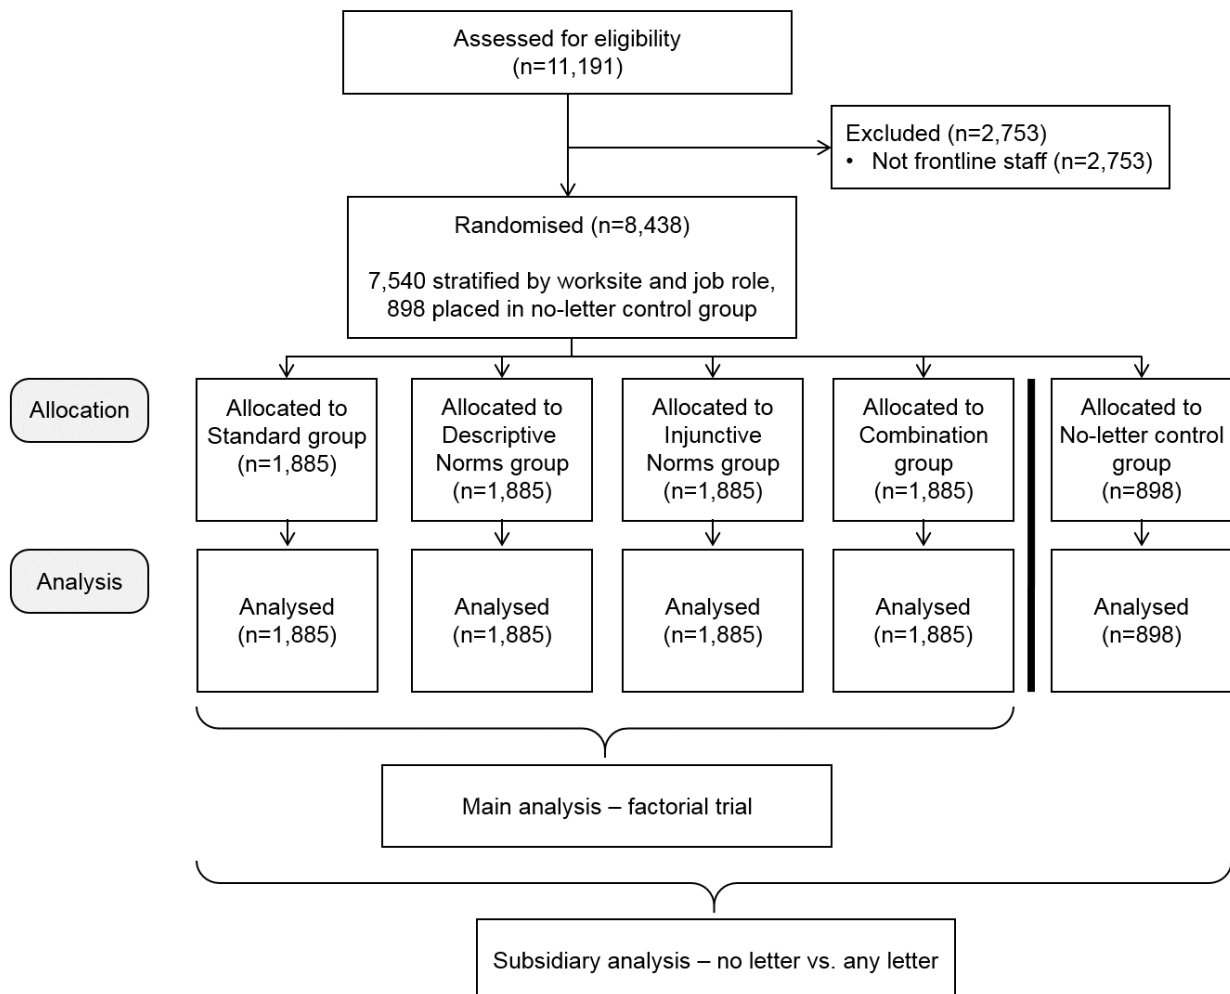 Assessed for eligibility
(n=11,191)
Excluded (n=2,753)
• Not frontline staff (n=2,753)
Randomised (n=8,438)
7,540 stratified by worksite and job role,
898 placed in no-letter control group
Allocation
Allocated to
Standard group
(n=1,885)
Allocated to
Descriptive
Norms group
(n=1,885)
Allocated to
Injunctive
Norms group
(n=1,885)
Allocated to
Combination
group
(n=1,885)
Allocated to
No-letter control
group
(n=898)
Analysis
Analysed
(n=1,885)
Analysed
(n=1,885)
Analysed
(n=1,885)
Analysed
(n=1,885)
Analysed
(n=898)
Main analysis – factorial trial
Subsidiary analysis – no letter vs. any letter